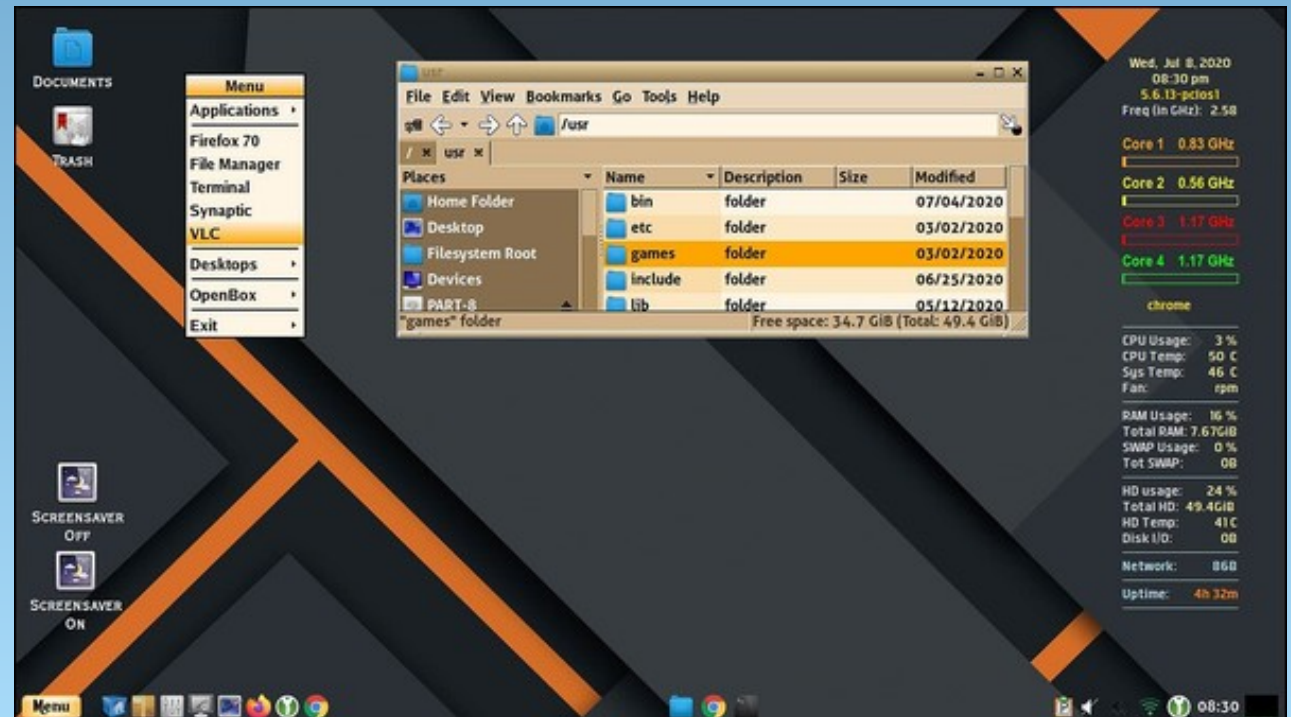 DOCUMENTS
TRASH
SCREENSAVER
OFF
SCREENSAVER
ON
Menu
Applications
Firefox 70
File Manager
Terminal
Synaptic
VLC
Desktops
OpenBox
Exit
usr
File Edit View Bookmarks Go Tools Help
/usr
/ usr
Places Name Description Size Modified
Home Folder bin folder 07/04/2020
Desktop etc folder 03/02/2020
Filesystem Root games folder 03/02/2020
Devices include folder 06/25/2020
PART-8 lib folder 05/12/2020
"games" folder Free space: 34.7 GiB (Total: 49.4 GiB)
Wed, Jul 8, 2020
08:30 pm
5.6.13-pclos1
Freq (in GHz): 2.58
Core 1 0.83 GHz
Core 2 0.56 GHz
Core 3 1.17 GHz
Core 4 1.17 GHz
chrome
CPU Usage: 3 %
CPU Temp: 50 C
Sys Temp: 46 C
Fan: rpm
RAM Usage: 16 %
Total RAM: 7.67GiB
SWAP Usage: 0 %
Tot SWAP: 0B
HD usage: 24 %
Total HD: 49.4GiB
HD Temp: 41 C
Disk I/O: 0B
Network:
Uptime: 4h 32m
Menu 08:30